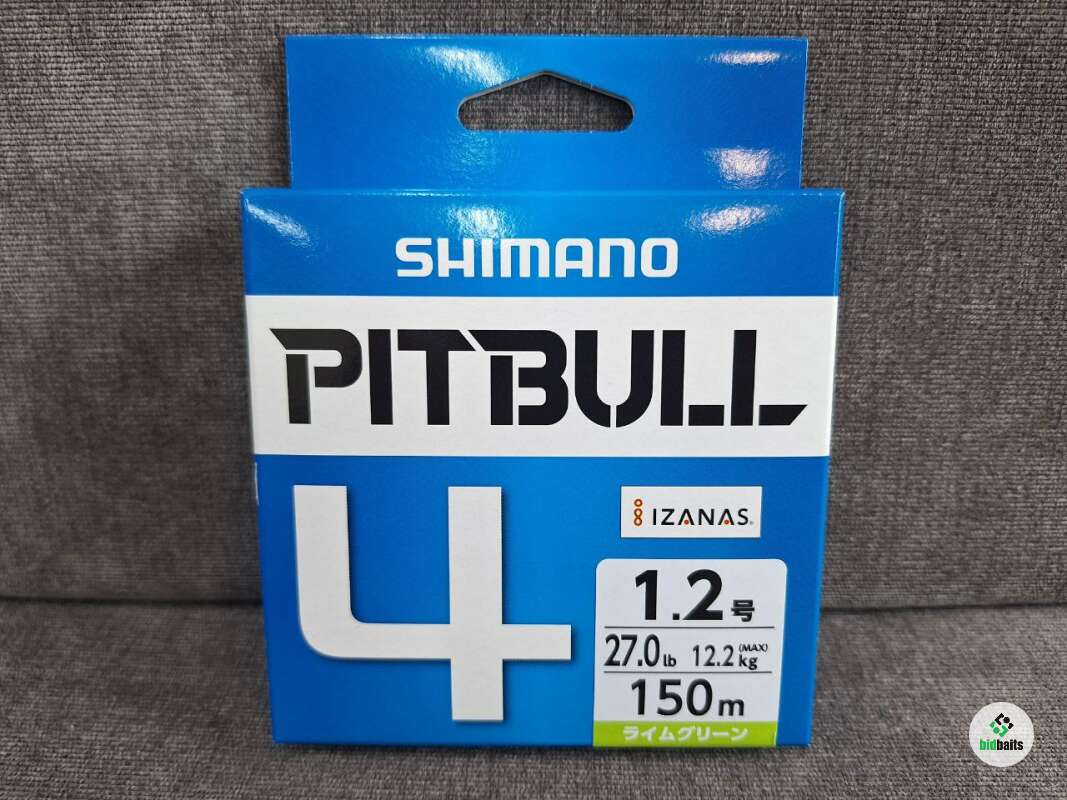 SHIMANO
PITBULL
4
IZANAS®
1.2号
27.0lb 12.2kg (MAX)
150m
ライムグリーン
bidbaits